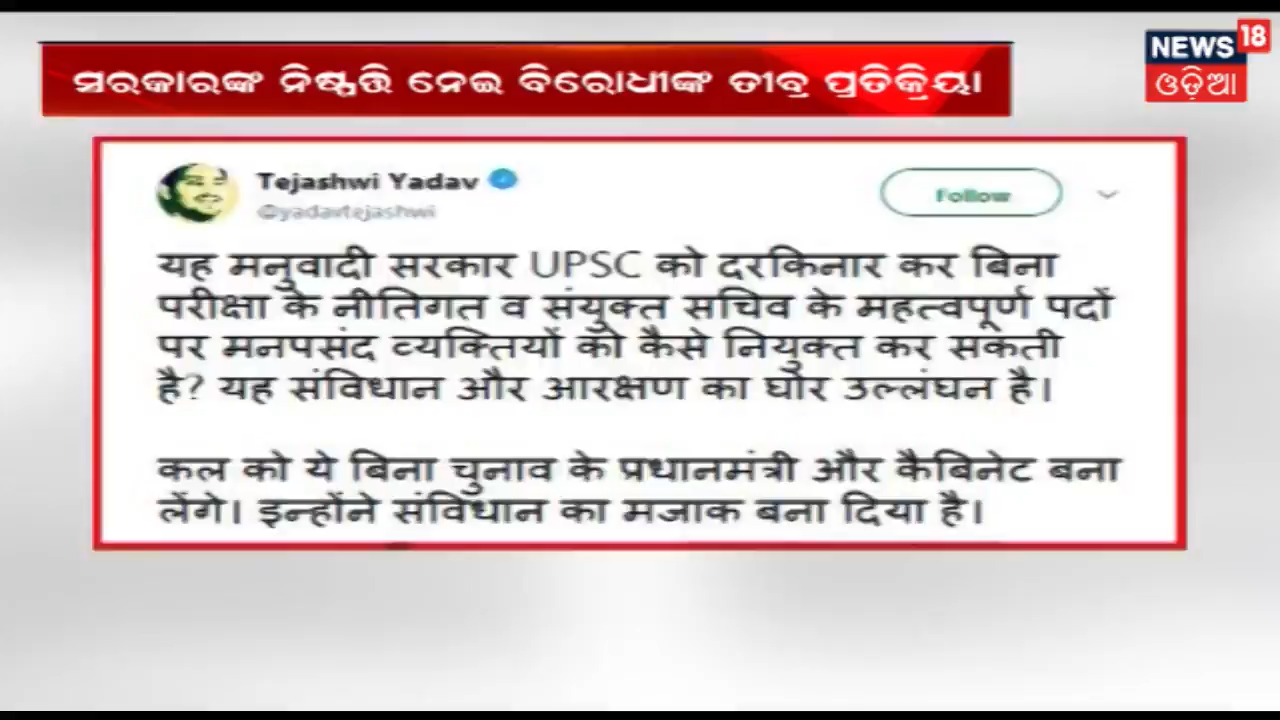 ସରକାରଙ୍କ ନିଷ୍ପତ୍ତି ନେଇ ବିରୋଧୀଙ୍କ ତୀବ୍ର ପ୍ରତିକ୍ରିୟା
NEWS 18
ଓଡ଼ିଆ
Tejashwi Yadav
@yadavtejashwi
Follow
यह मनुवादी सरकार UPSC को दरकिनार कर बिना
परीक्षा के नीतिगत व संयुक्त सचिव के महत्वपूर्ण पदों
पर मनपसंद व्यक्तियों को कैसे नियुक्त कर सकती
है? यह संविधान और आरक्षण का घोर उल्लंघन है।
कल को ये बिना चुनाव के प्रधानमंत्री और कैबिनेट बना
लेंगे। इन्होंने संविधान का मजाक बना दिया है।